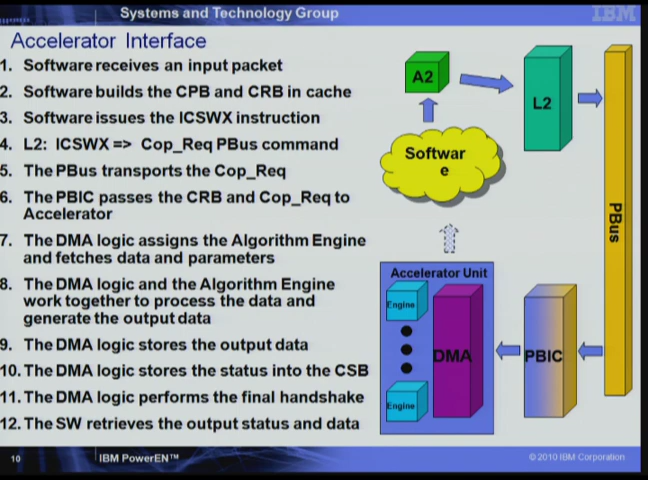 Systems and Technology Group
IBM
Accelerator Interface
1. Software receives an input packet
2. Software builds the CPB and CRB in cache
3. Software issues the ICSWX instruction
4. L2: ICSWX => Cop_Req PBus command
5. The PBus transports the Cop_Req
6. The PBIC passes the CRB and Cop_Req to
Accelerator
7. The DMA logic assigns the Algorithm Engine
and fetches data and parameters
8. The DMA logic and the Algorithm Engine
work together to process the data and
generate the output data
9. The DMA logic stores the output data
10. The DMA logic stores the status into the CSB
11. The DMA logic performs the final handshake
12. The SW retrieves the output status and data
A2
L2
Softwar
e
PBus
Accelerator Unit
Engine
DMA
PBIC
Engine
10
IBM PowerEN™
© 2010 IBM Corporation